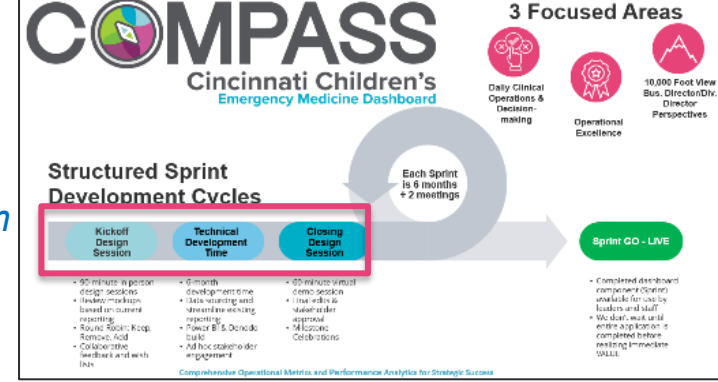 COMPASS
Cincinnati Children's
Emergency Medicine Dashboard
3 Focused Areas
Daily Clinical
Operations &
Decision-
making
Operational
Excellence
10,000 Foot View
Bus. Director/Div.
Director
Perspectives
Structured Sprint
Development Cycles
Each Sprint
is 6 months
+ 2 meetings
n
Kickoff
Design
Session
Technical
Development
Time
Closing
Design
Session
Sprint GO - LIVE
• 90-minute in person
design sessions
• Review mockups
based on current
reporting
• Round Robin: Keep,
Remove, Add
• Collaborative
feedback and wish
lists
• 6-month
development time
• Data sourcing and
streamline existing
reporting
• Power BI & Denodo
build
• Ad hoc stakeholder
engagement
• 60-minute virtual
demo session
• Final edits &
stakeholder
approval
• Milestone
Celebrations
• Completed dashboard
component (Sprint)
available for use by
leaders and staff
• We don't wait until
entire application is
completed before
realizing immediate
VALUE
Comprehensive Operational Metrics and Performance Analytics for Strategic Success